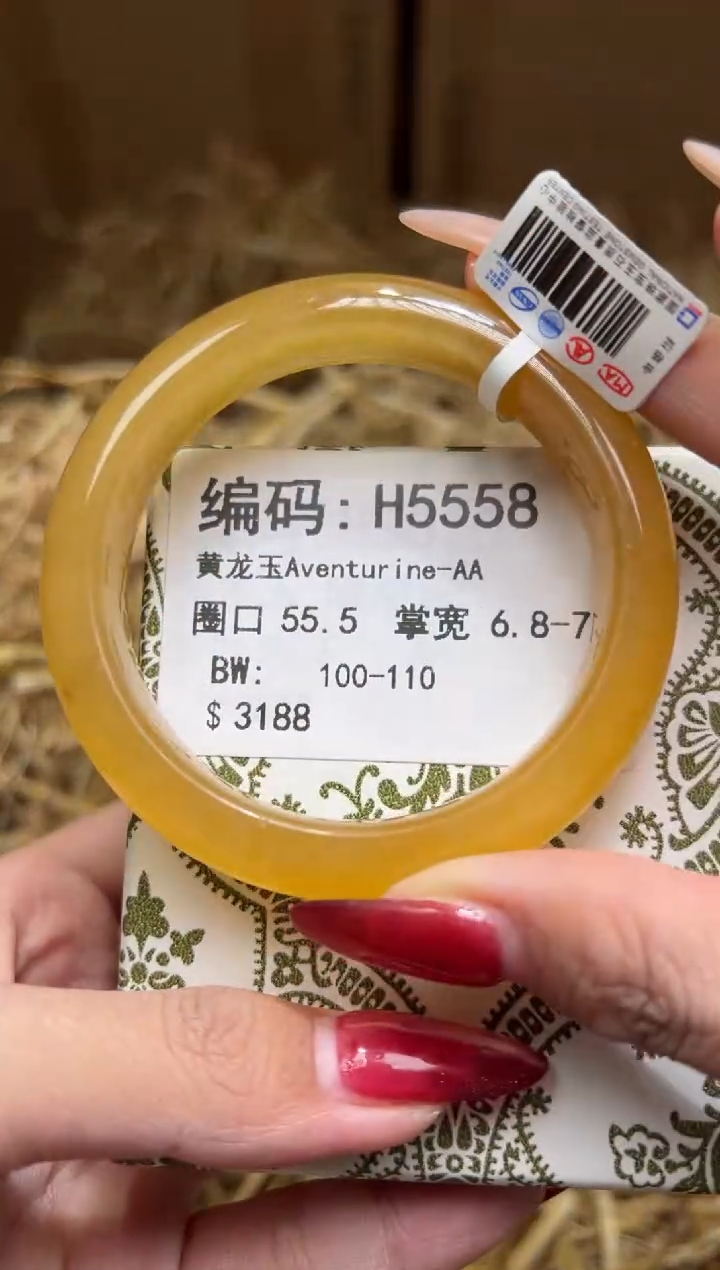 编码: H5558
黄龙玉Aventurine-AA
圈口 55.5 掌宽 6.8-7
BW: 100-110
$ 3188